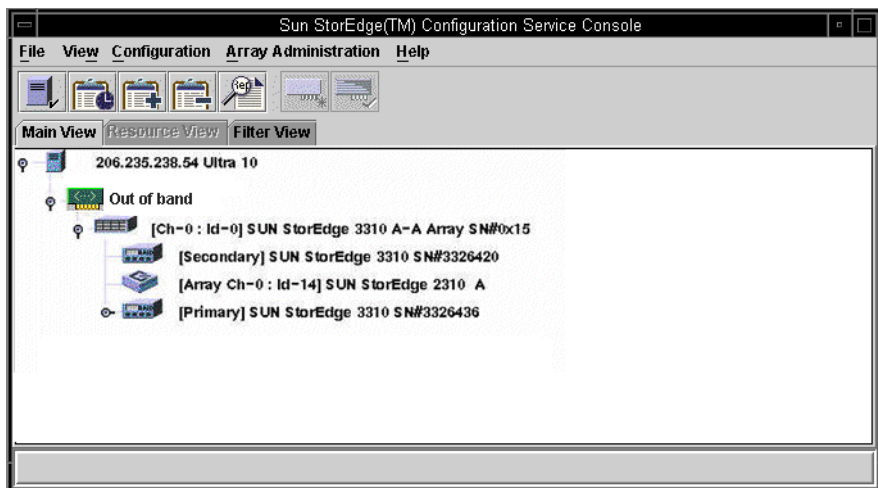 Sun StorEdge(TM) Configuration Service Console
File View Configuration Array Administration Help
Rep
Main View Resource View Filter View
206.235.238.54 Ultra 10
Out of band
[Ch-0 : Id-0] SUN StorEdge 3310 A-A Array SN#0x15
[Secondary] SUN StorEdge 3310 SN#3326420
[Array Ch-0 : Id-14] SUN StorEdge 2310 A
[Primary] SUN StorEdge 3310 SN#3326436